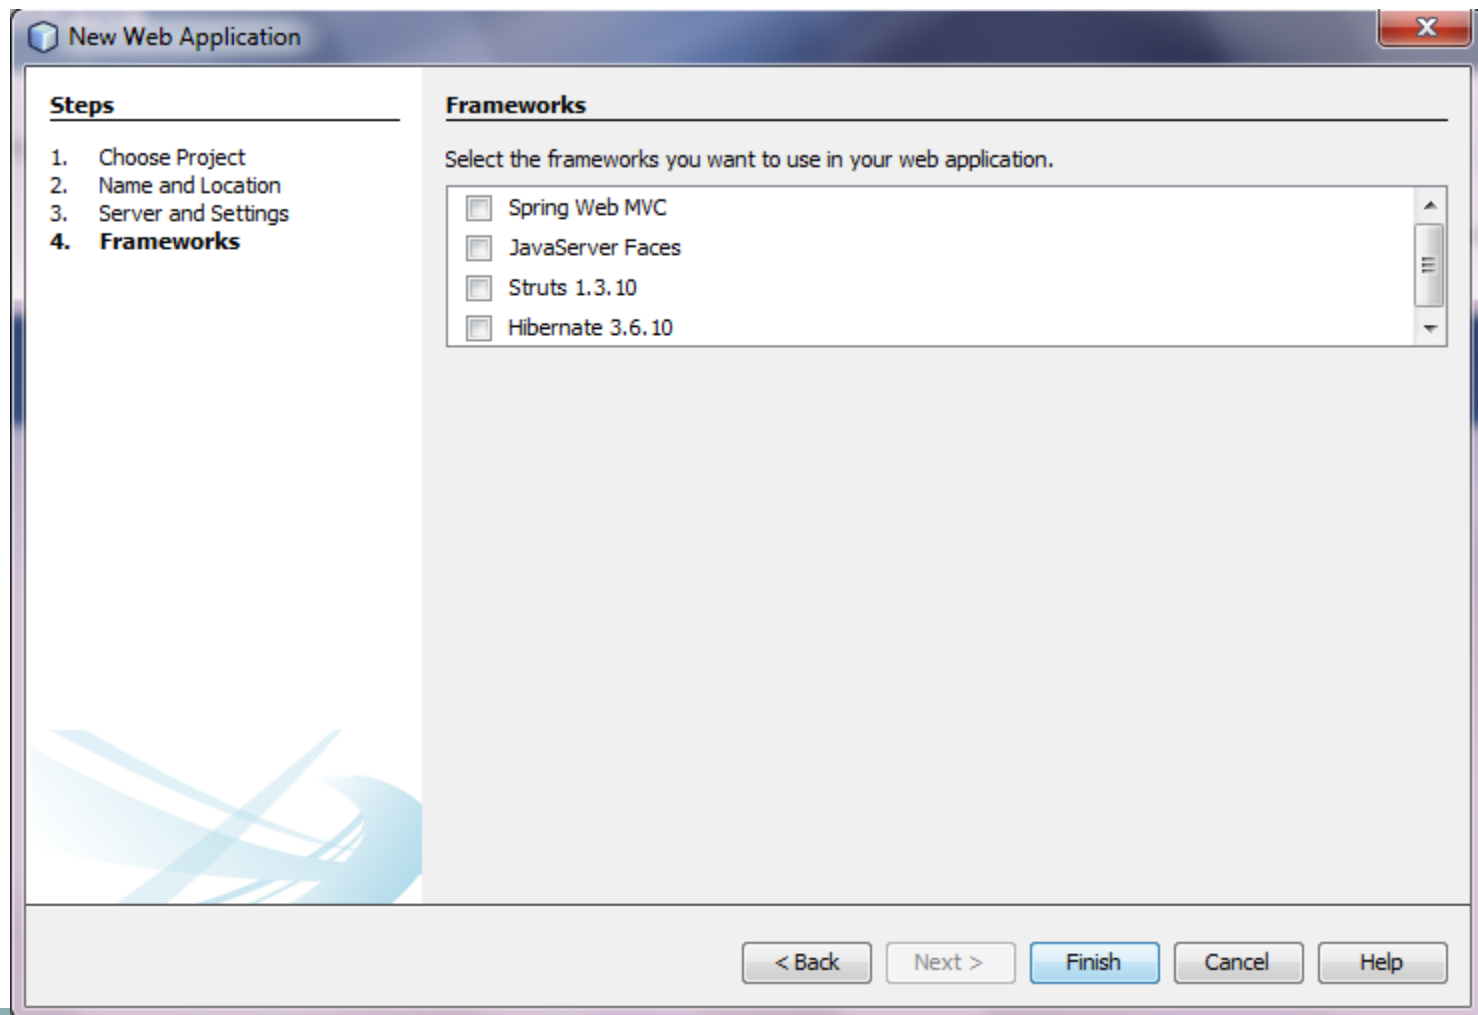 New Web Application
Steps
1. Choose Project
2. Name and Location
3. Server and Settings
4. Frameworks
Frameworks
Select the frameworks you want to use in your web application.
Spring Web MVC
JavaServer Faces
Struts 1.3.10
Hibernate 3.6.10
< Back Next > Finish Cancel Help